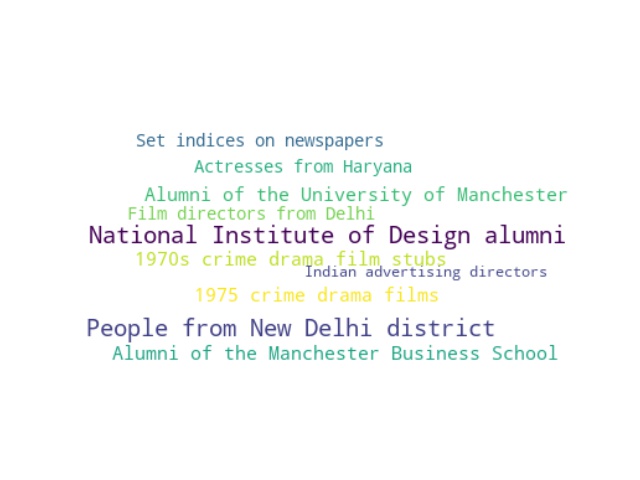 Set indices on newspapers
Actresses from Haryana
Alumni of the University of Manchester
Film directors from Delhi
National Institute of Design alumni
1970s crime drama film stubs
Indian advertising directors
1975 crime drama films
People from New Delhi district
Alumni of the Manchester Business School